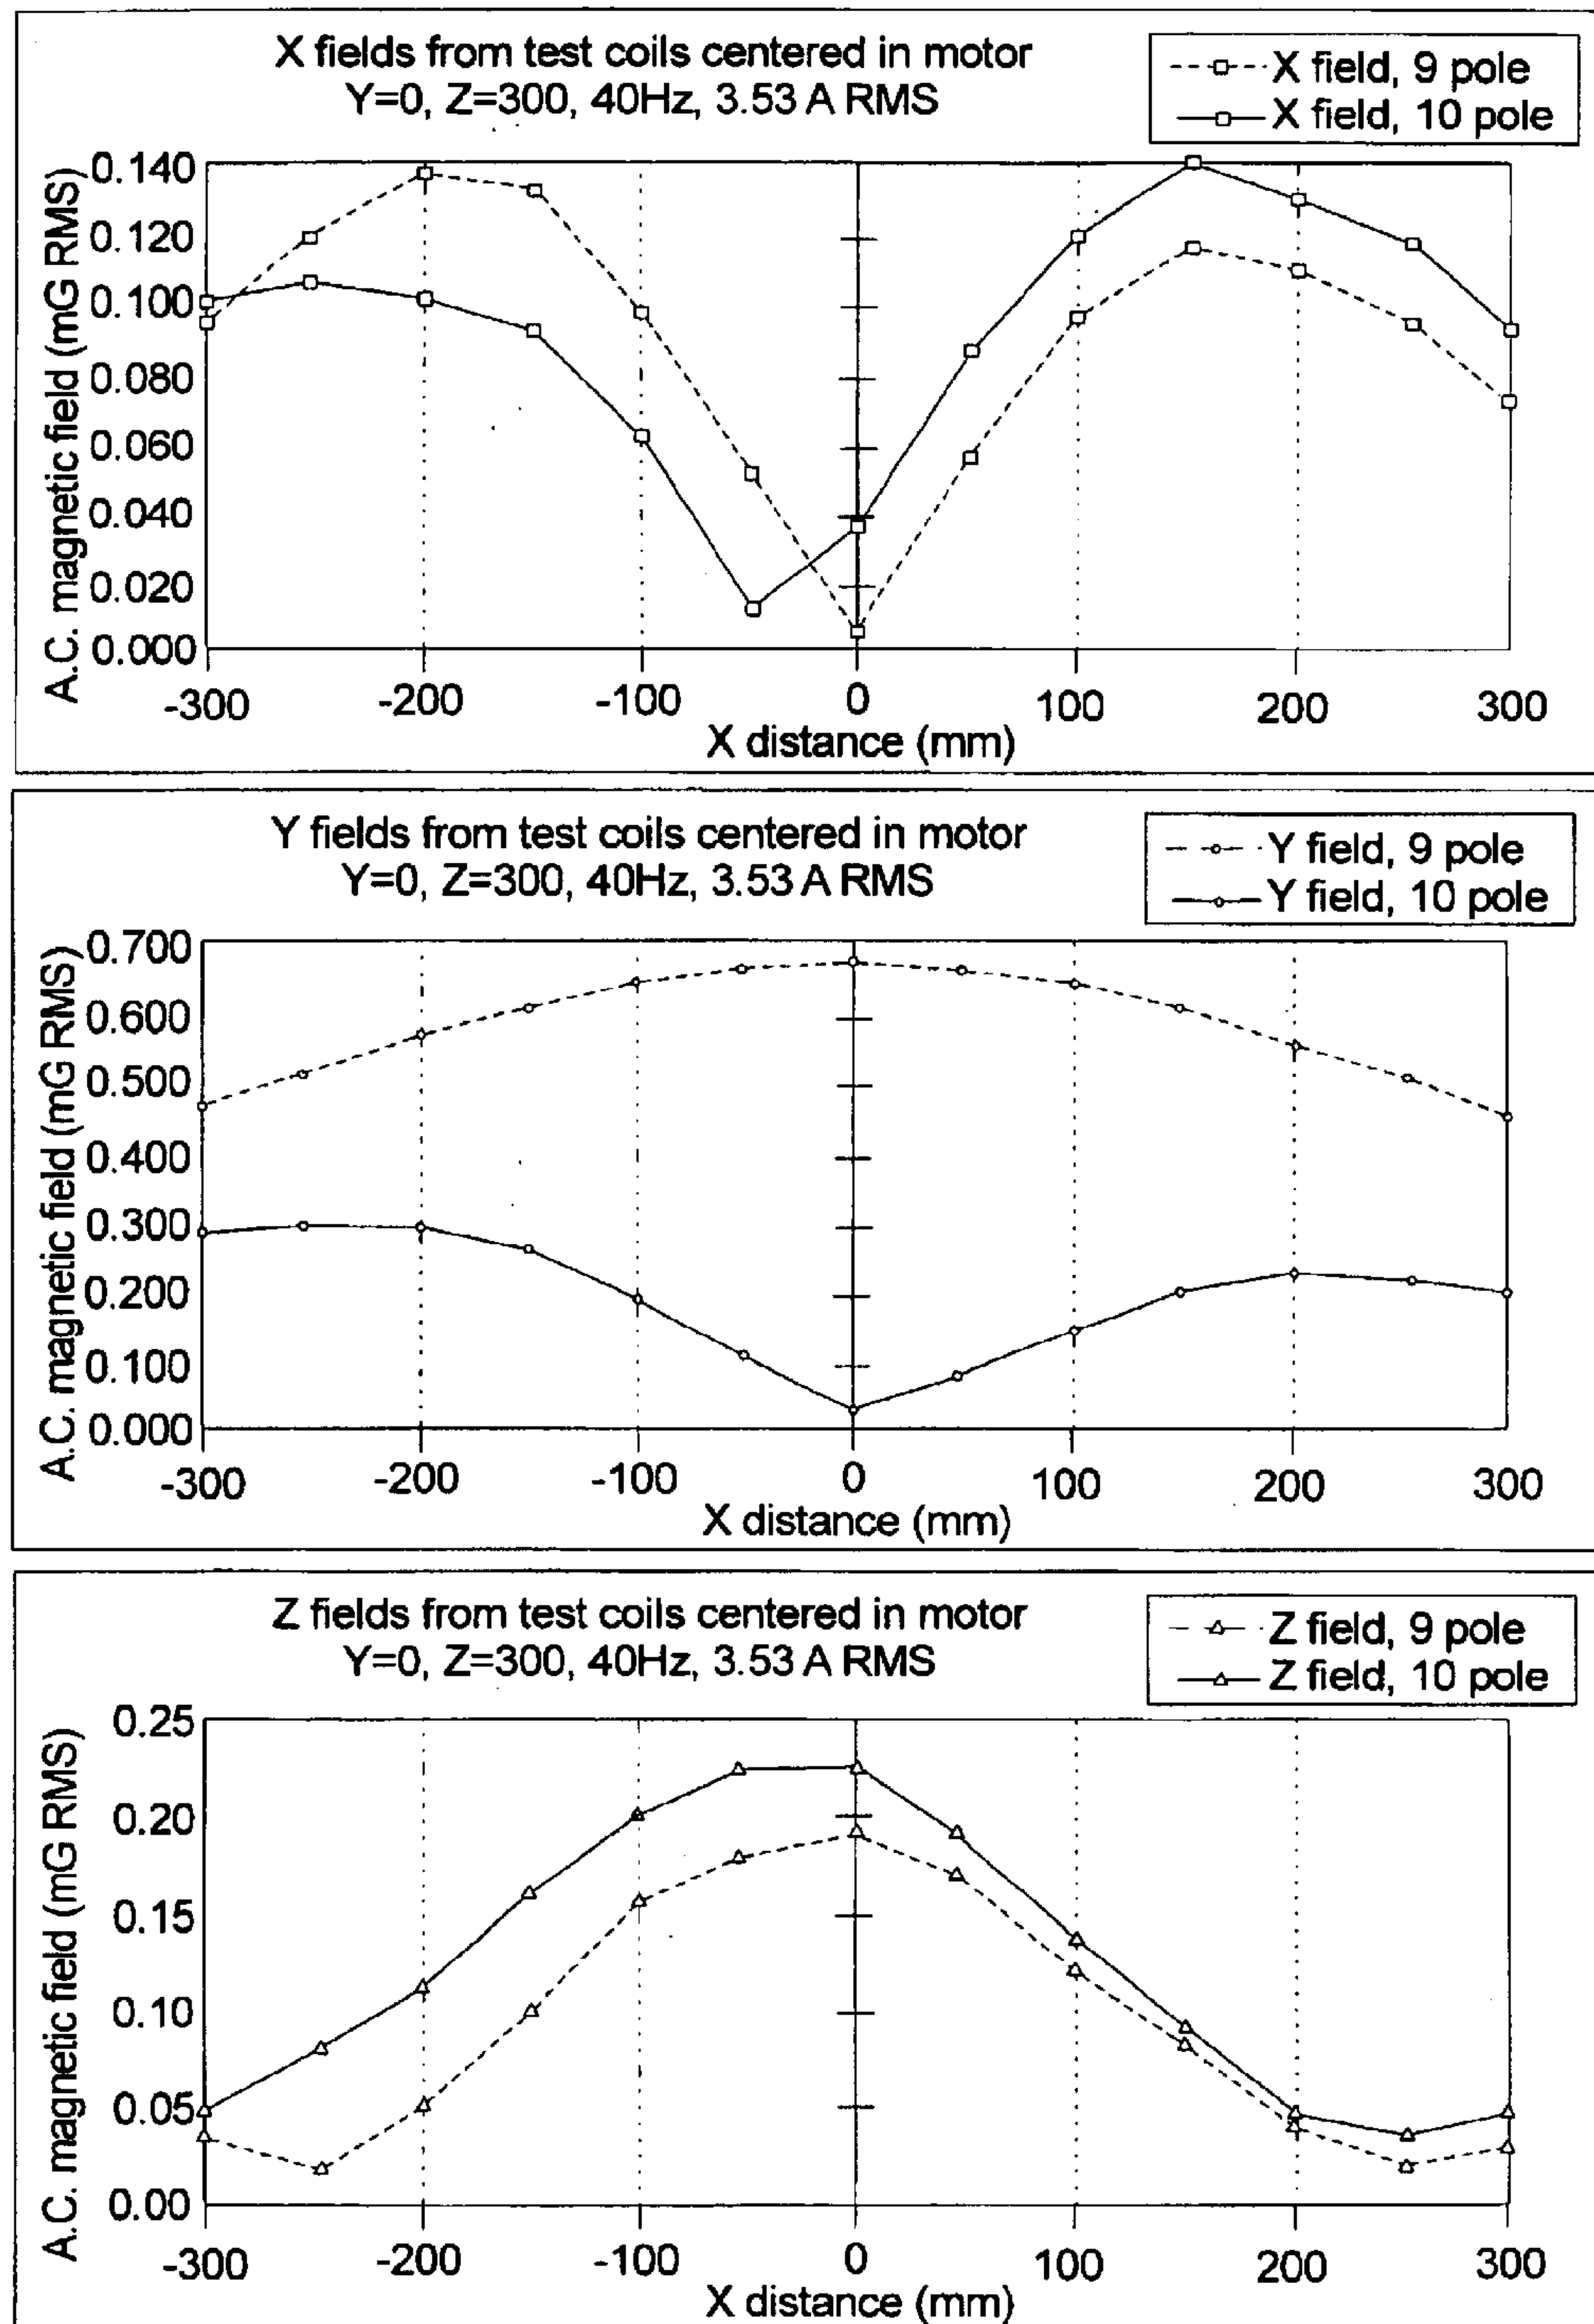 X fields from test coils centered in motor
Y=0, Z=300, 40Hz, 3.53 A RMS
X field, 9 pole
X field, 10 pole
A.C. magnetic field (mG RMS)
0.140
0.120
0.100
0.080
0.060
0.040
0.020
0.000
-300
-200
-100
0
100
200
300
X distance (mm)
Y fields from test coils centered in motor
Y=0, Z=300, 40Hz, 3.53 A RMS
Y field, 9 pole
Y field, 10 pole
A.C. magnetic field (mG RMS)
0.700
0.600
0.500
0.400
0.300
0.200
0.100
0.000
-300
-200
-100
0
100
200
300
X distance (mm)
Z fields from test coils centered in motor
Y=0, Z=300, 40Hz, 3.53 A RMS
Z field, 9 pole
Z field, 10 pole
A.C. magnetic field (mG RMS)
0.25
0.20
0.15
0.10
0.05
0.00
-300
-200
-100
0
100
200
300
X distance (mm)